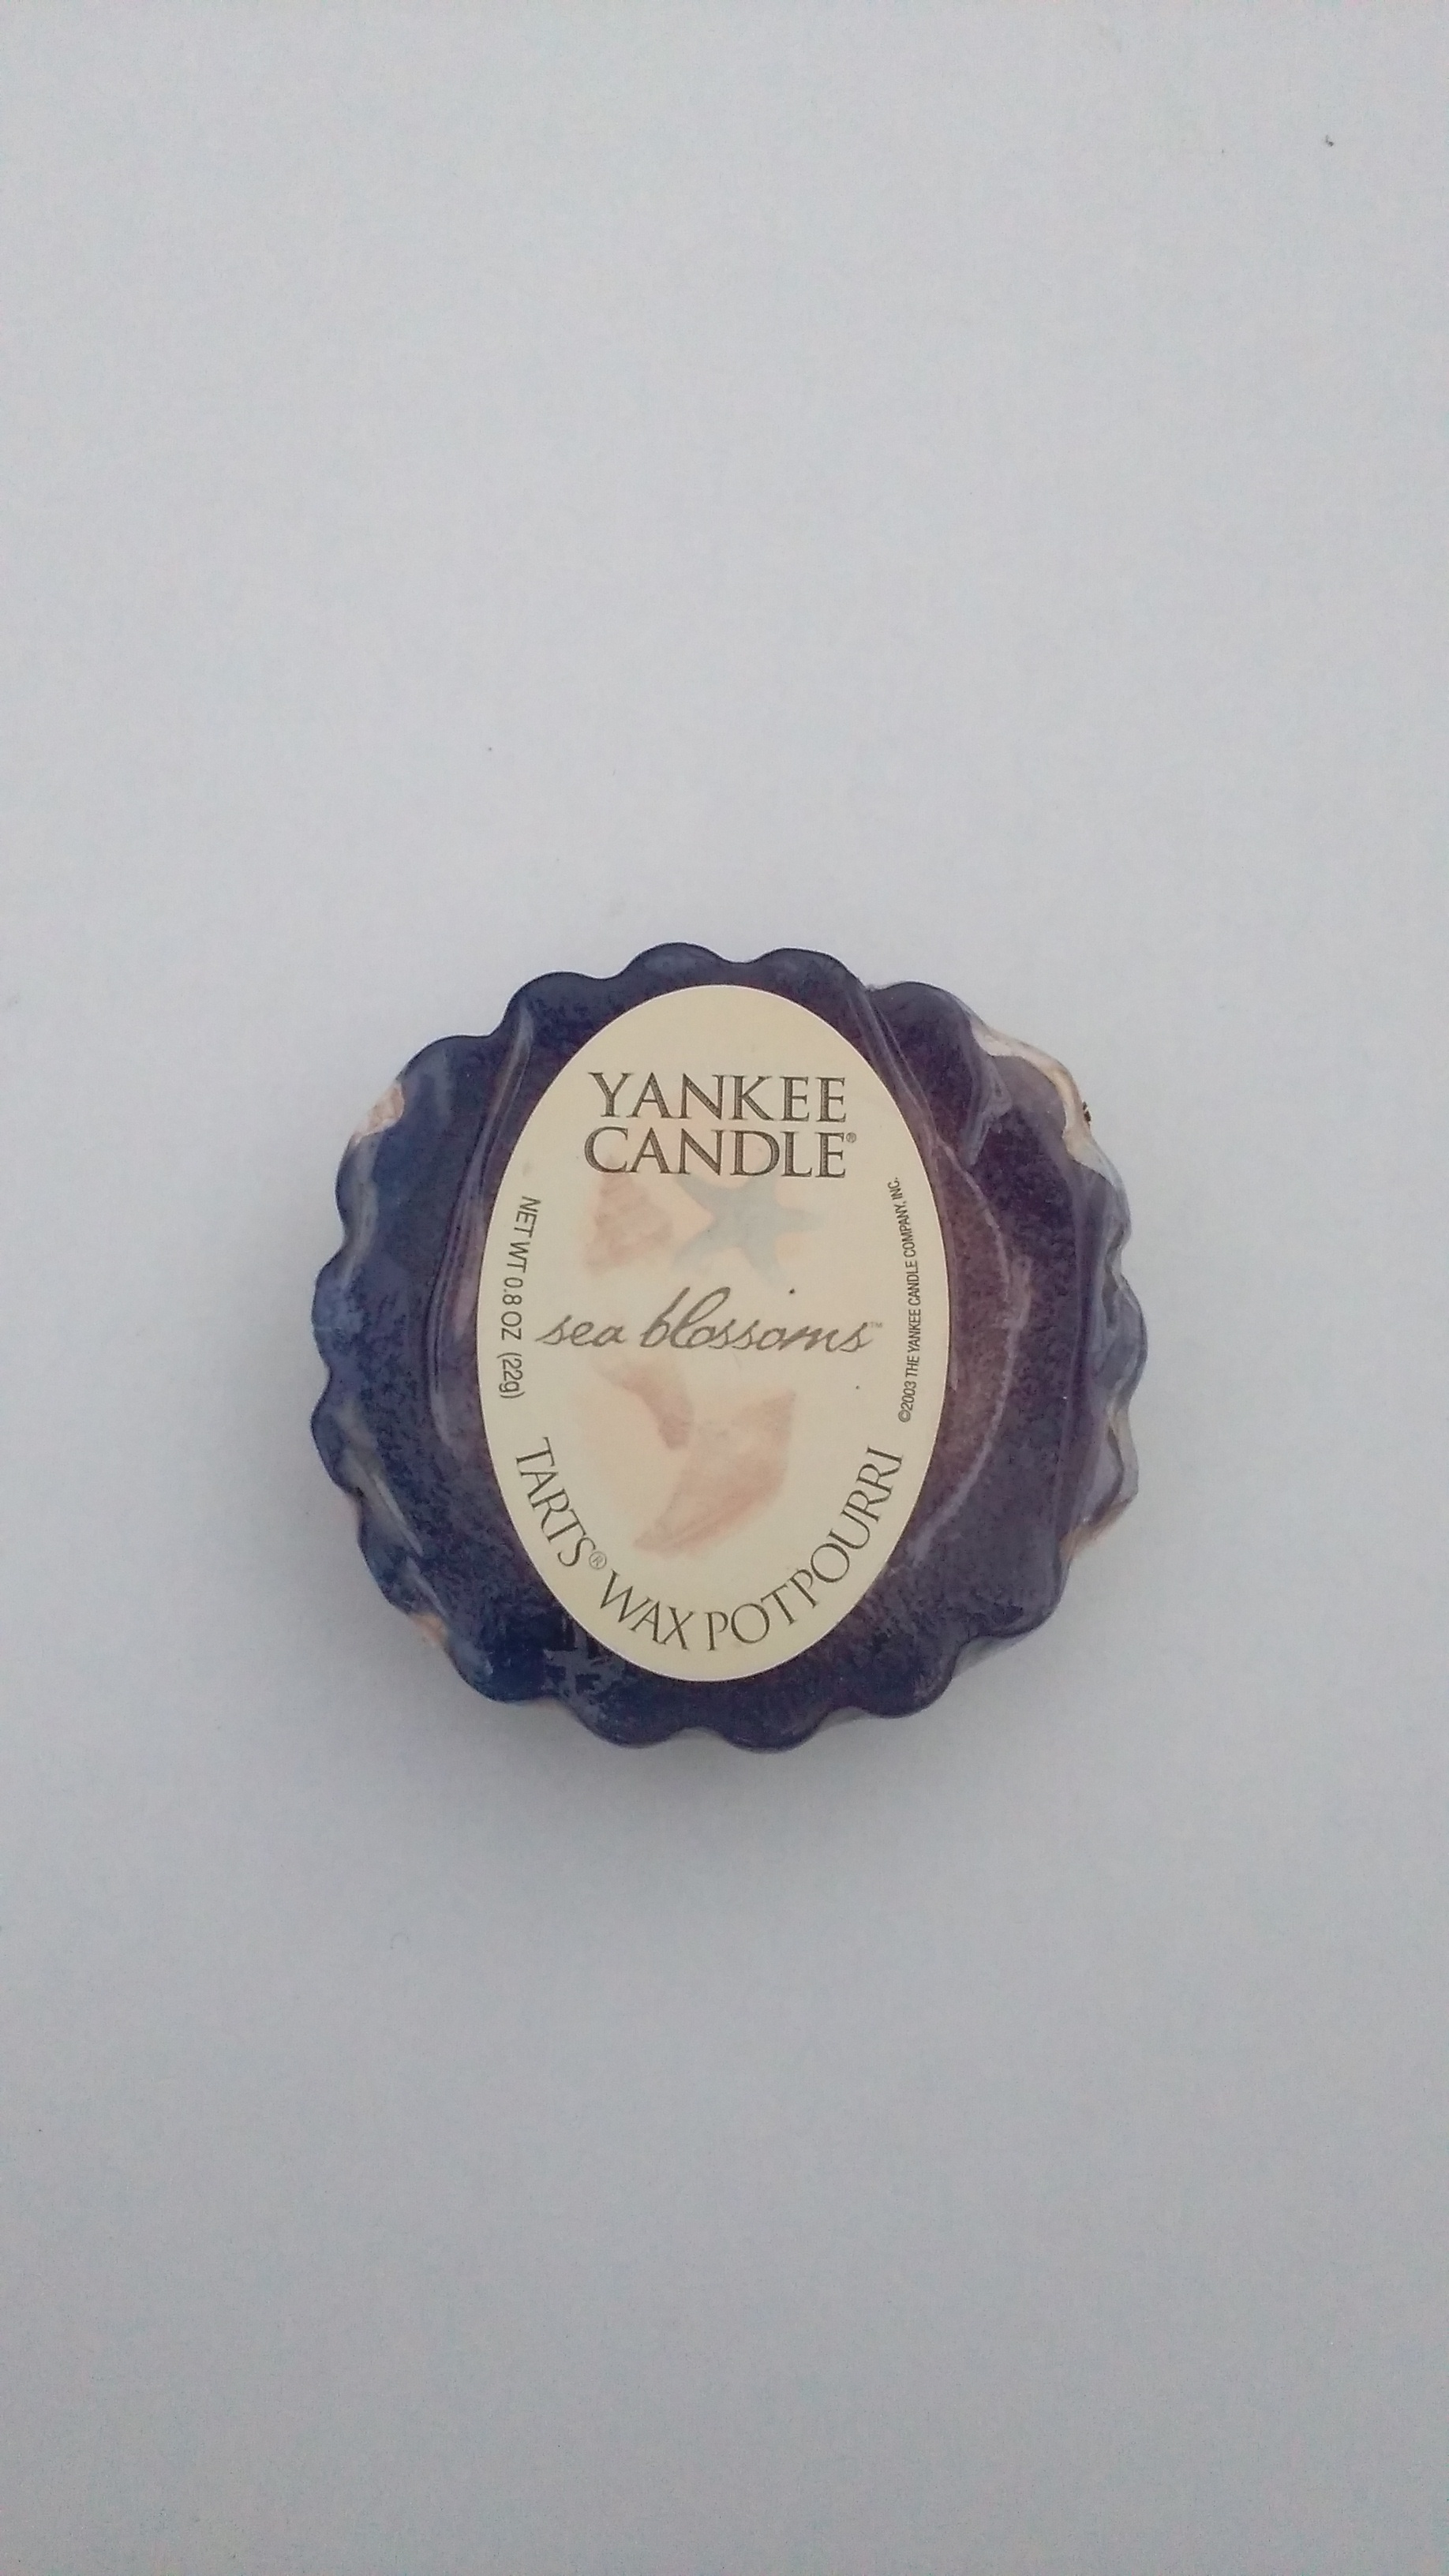 YANKEE
CANDLE®
NET WT 0.8 OZ (22g)
sea blossoms™
©2003 THE YANKEE CANDLE COMPANY, INC.
TARTS® WAX POTPOURRI